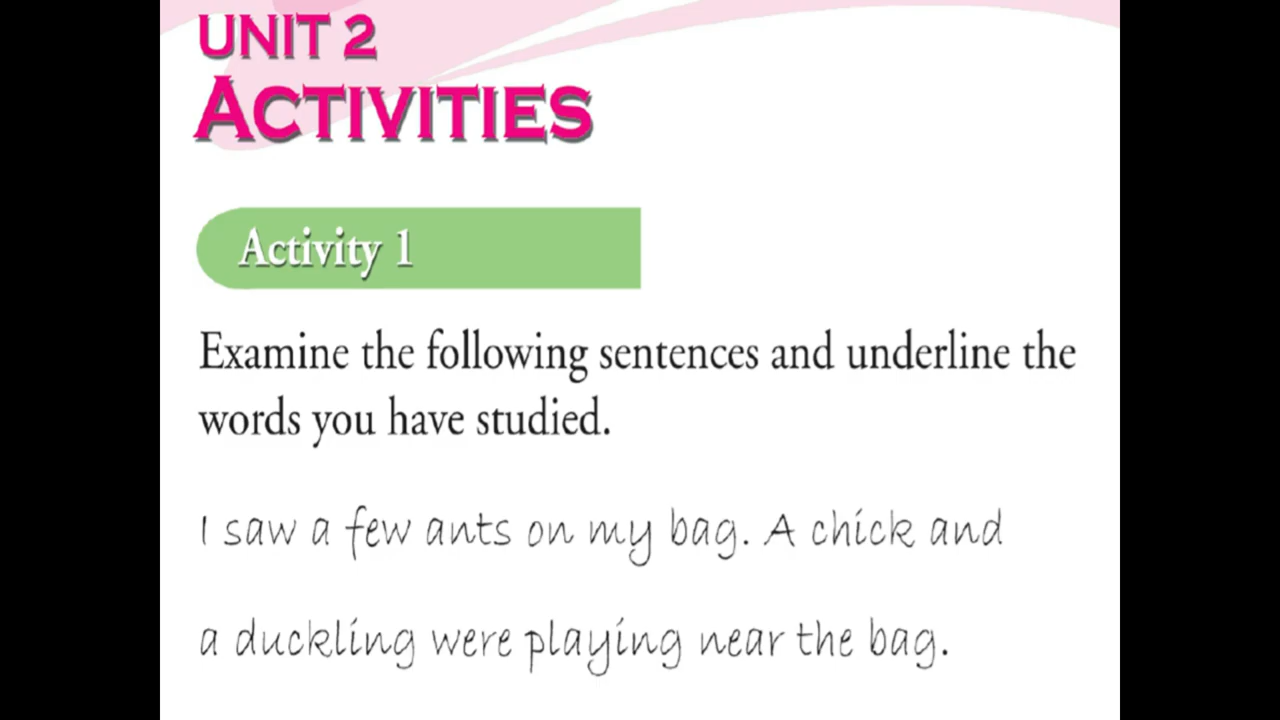 UNIT 2
ACTIVITIES
Activity 1
Examine the following sentences and underline the
words you have studied.
I saw a few ants on my bag. A chick and
a duckling were playing near the bag.